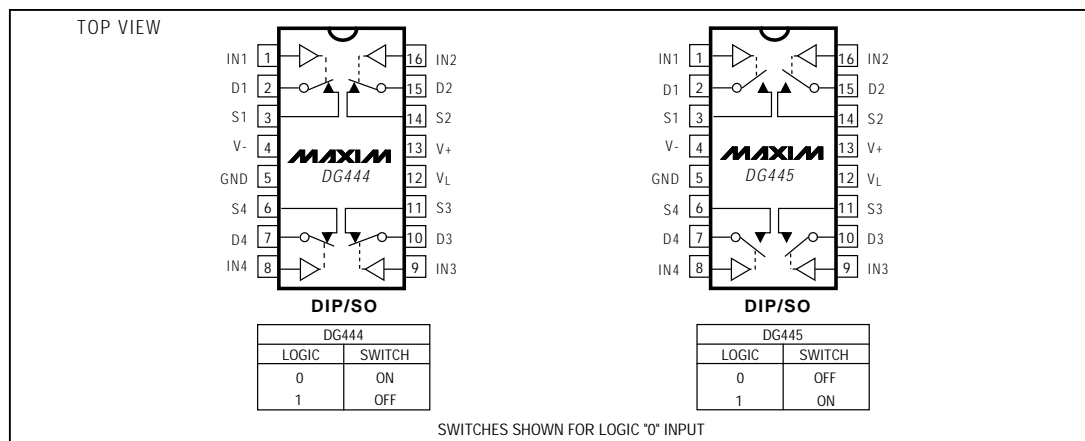 TOP VIEW
IN1 1 16 IN2
D1 2 15 D2
S1 3 14 S2
V- 4 13 V+
GND 5 12 VL
S4 6 11 S3
D4 7 10 D3
IN4 8 9 IN3
MAXIM
DG444
DIP/SO
DG444
LOGIC SWITCH
0 ON
1 OFF
IN1 1 16 IN2
D1 2 15 D2
S1 3 14 S2
V- 4 13 V+
GND 5 12 VL
S4 6 11 S3
D4 7 10 D3
IN4 8 9 IN3
MAXIM
DG445
DIP/SO
DG445
LOGIC SWITCH
0 OFF
1 ON
SWITCHES SHOWN FOR LOGIC "0" INPUT